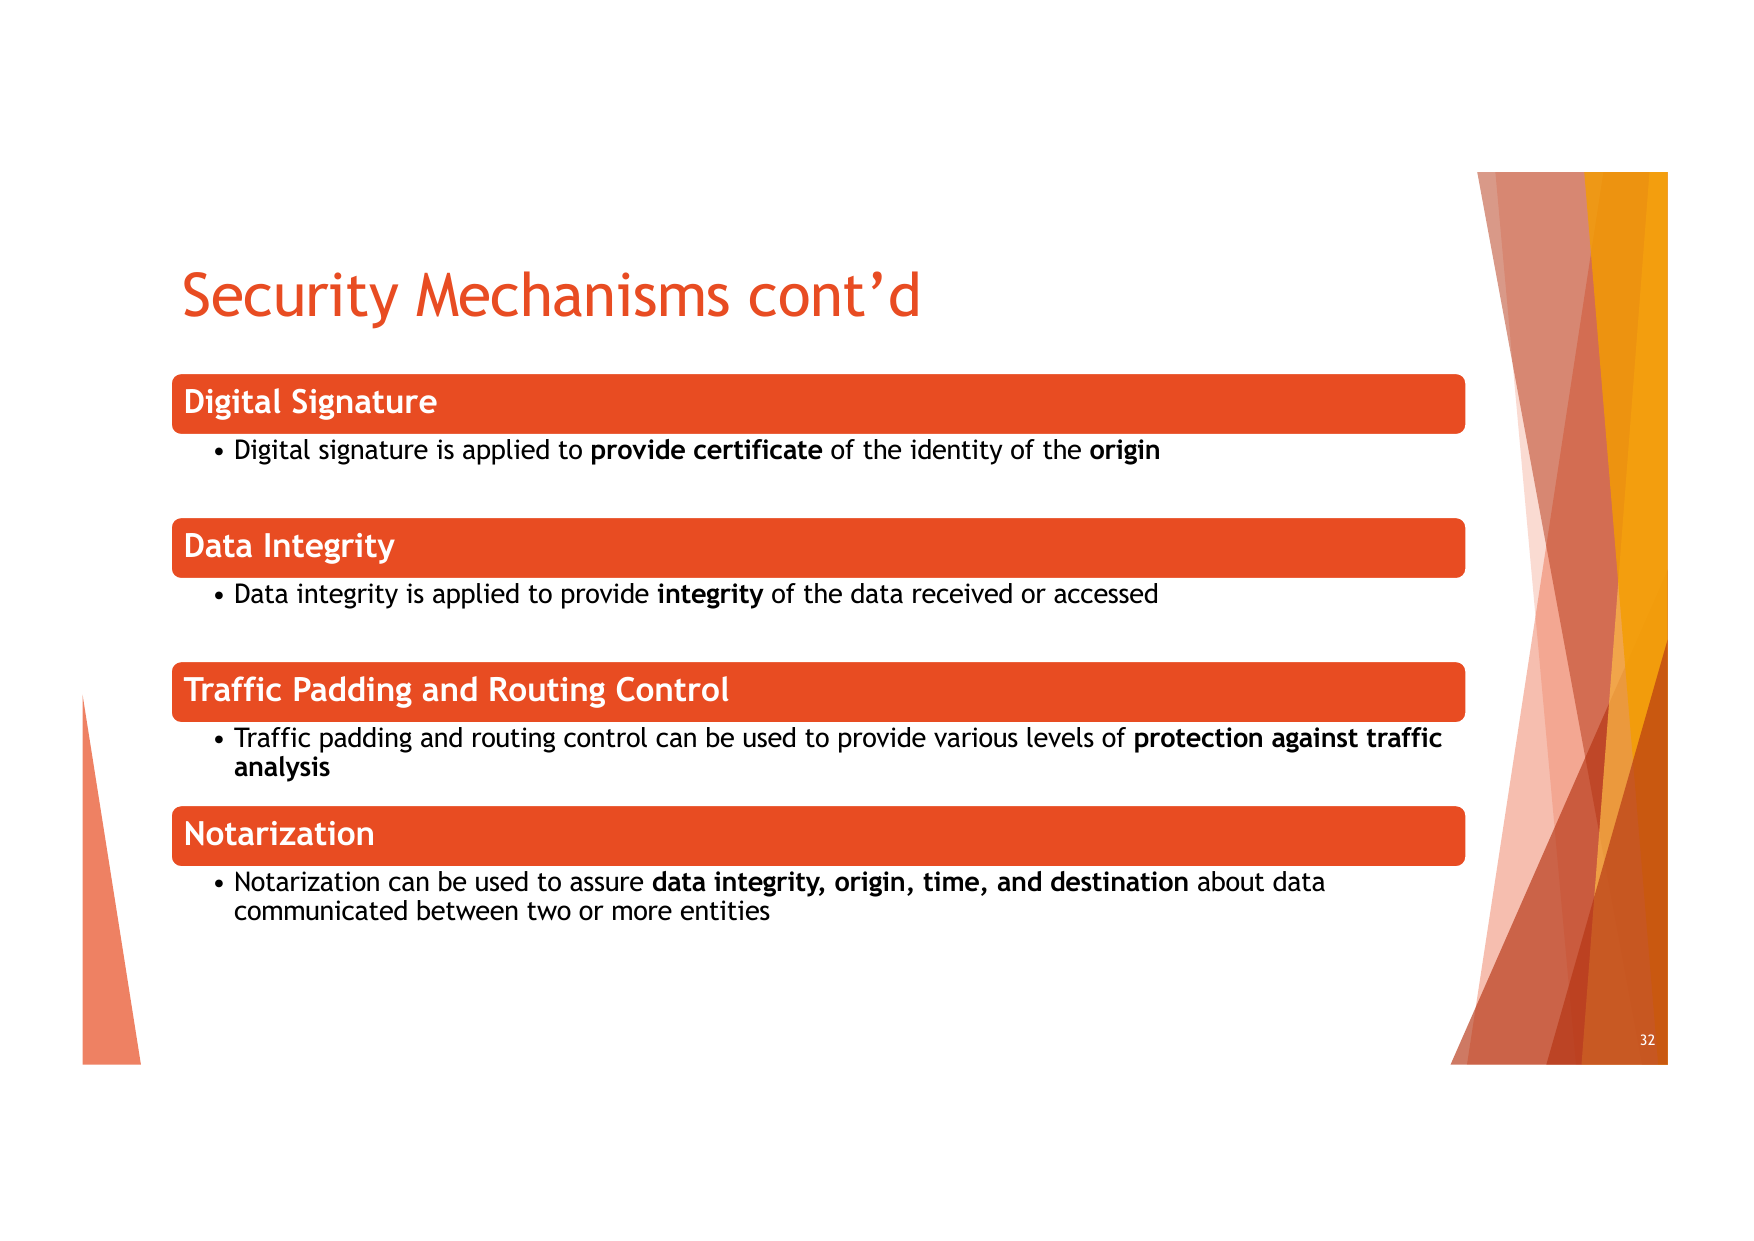 Security Mechanisms cont’d
Digital Signature
• Digital signature is applied to provide certificate of the identity of the origin
Data Integrity
• Data integrity is applied to provide integrity of the data received or accessed
Traffic Padding and Routing Control
• Traffic padding and routing control can be used to provide various levels of protection against traffic
analysis
Notarization
• Notarization can be used to assure data integrity, origin, time, and destination about data
communicated between two or more entities
32